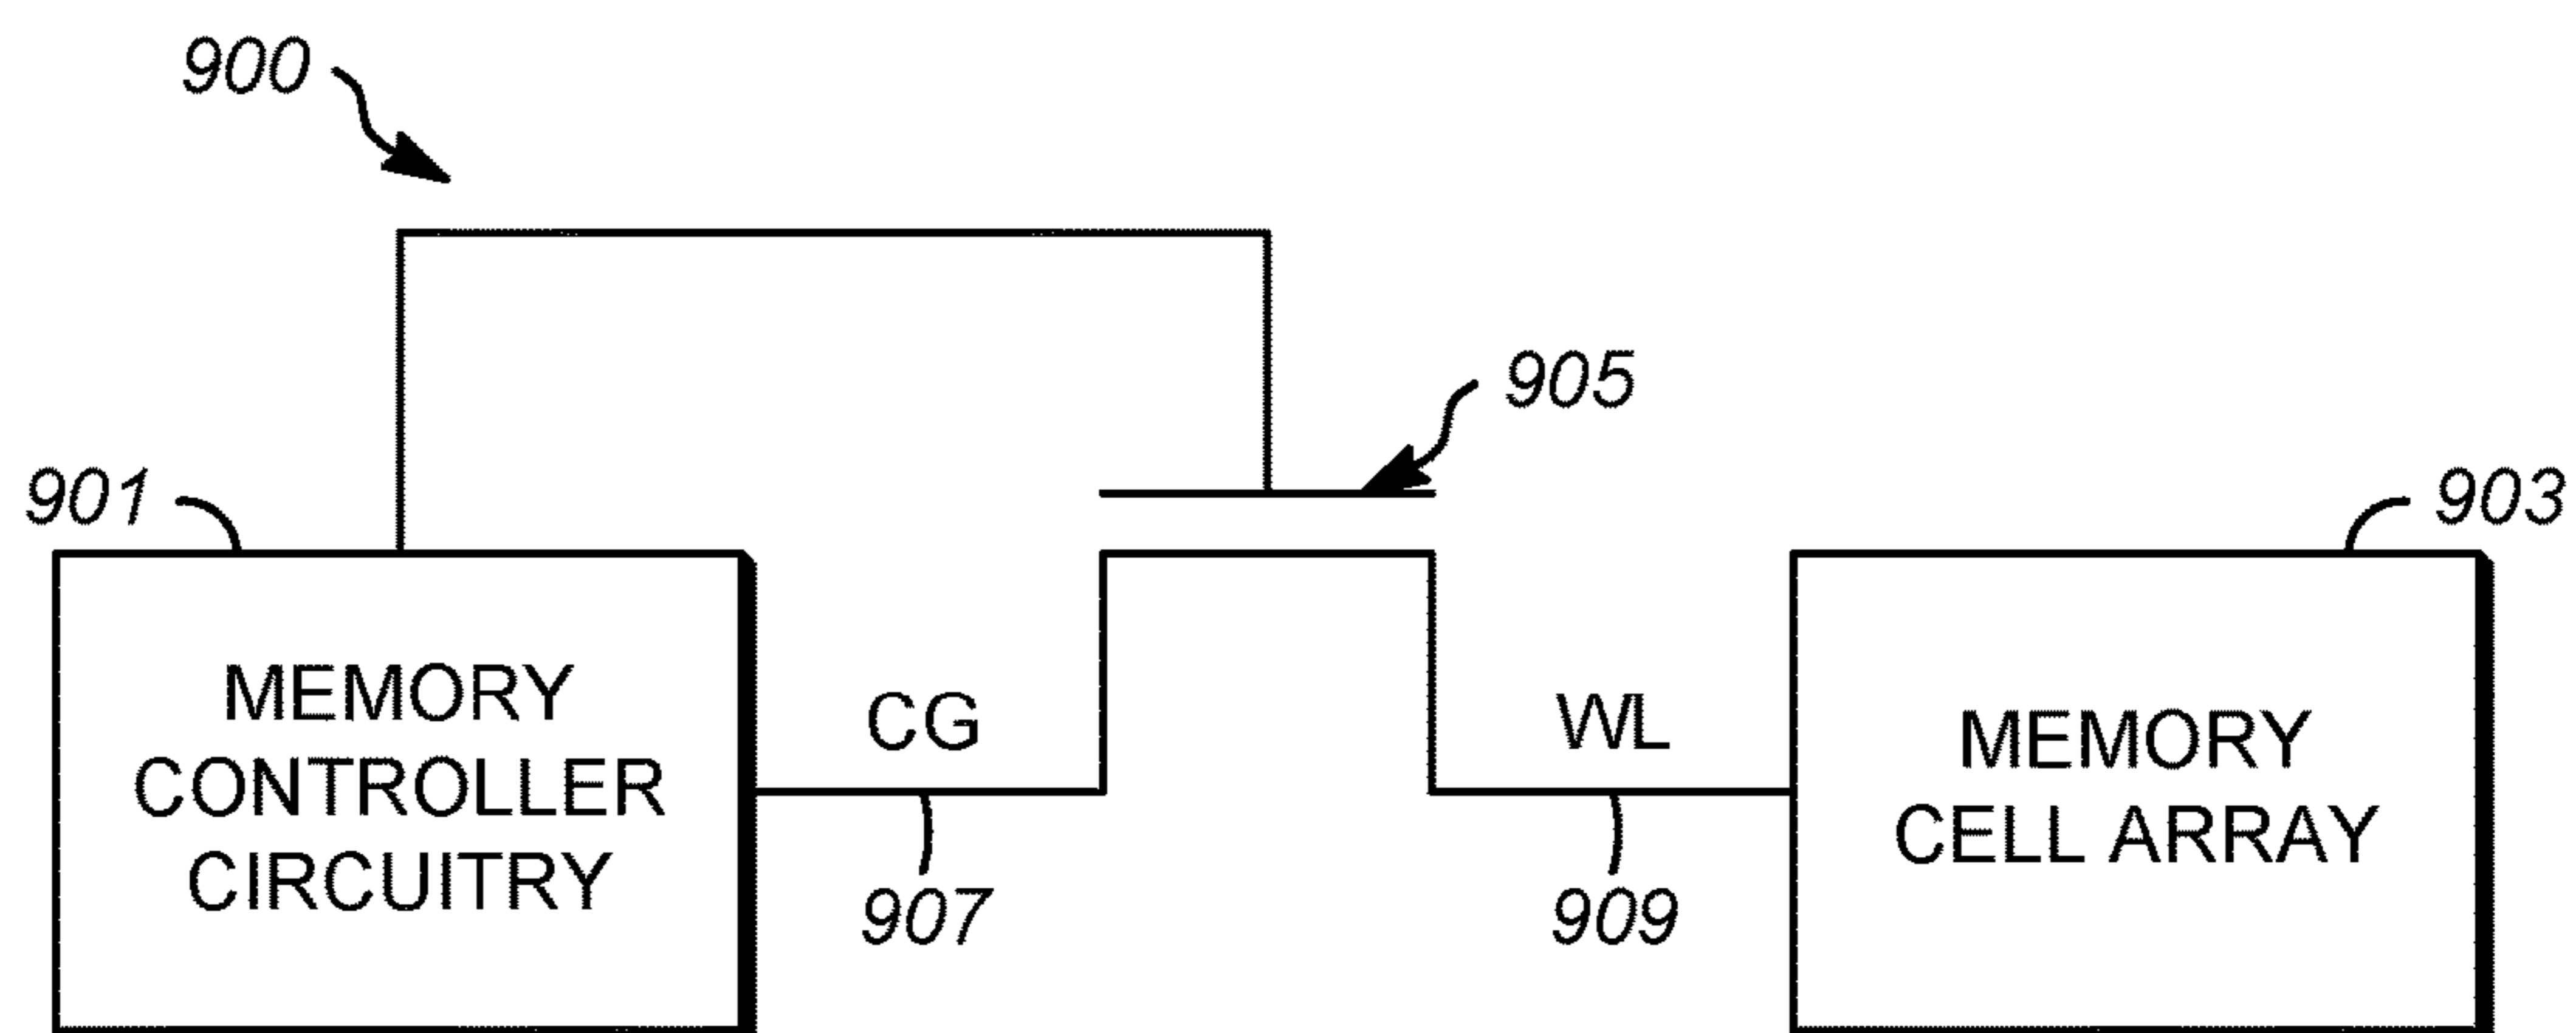 900
905
901
903
MEMORY
CONTROLLER
CIRCUITRY
CG
WL
MEMORY
CELL ARRAY
907
909